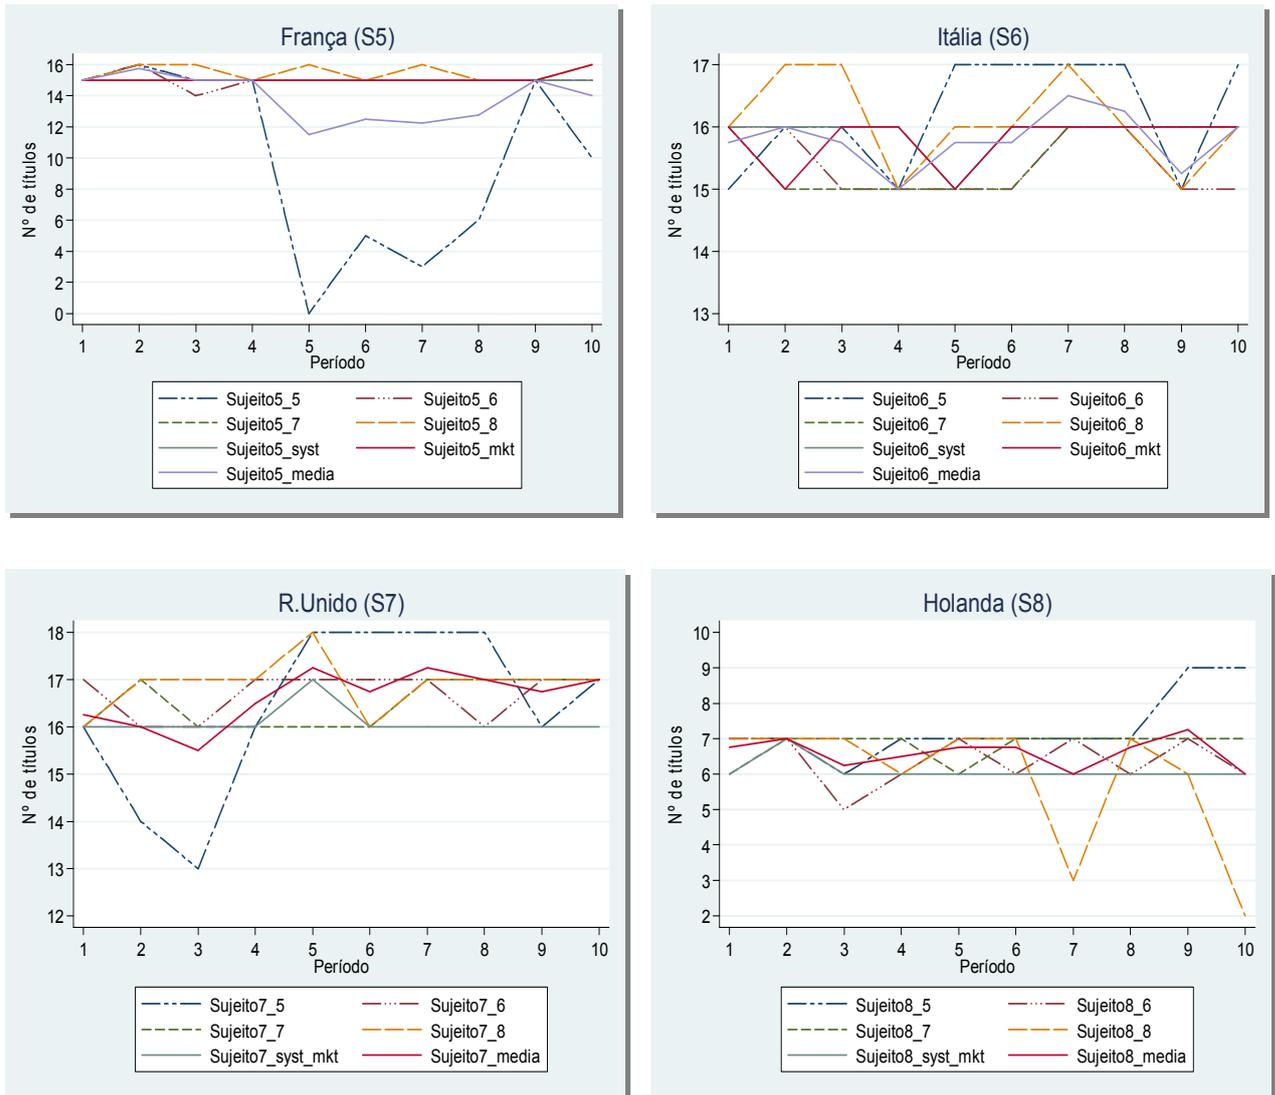 França (S5)
Nº de títulos
16
14
12
10
8
6
4
2
0
1 2 3 4 5 6 7 8 9 10
Período
Sujeito5_5 Sujeito5_6
Sujeito5_7 Sujeito5_8
Sujeito5_syst Sujeito5_mkt
Sujeito5_media
Itália (S6)
Nº de títulos
17
16
15
14
13
1 2 3 4 5 6 7 8 9 10
Período
Sujeito6_5 Sujeito6_6
Sujeito6_7 Sujeito6_8
Sujeito6_syst Sujeito6_mkt
Sujeito6_media
R.Unido (S7)
Nº de títulos
18
17
16
15
14
13
12
1 2 3 4 5 6 7 8 9 10
Período
Sujeito7_5 Sujeito7_6
Sujeito7_7 Sujeito7_8
Sujeito7_syst_mkt Sujeito7_media
Holanda (S8)
Nº de títulos
10
9
8
7
6
5
4
3
2
1 2 3 4 5 6 7 8 9 10
Período
Sujeito8_5 Sujeito8_6
Sujeito8_7 Sujeito8_8
Sujeito8_syst_mkt Sujeito8_media